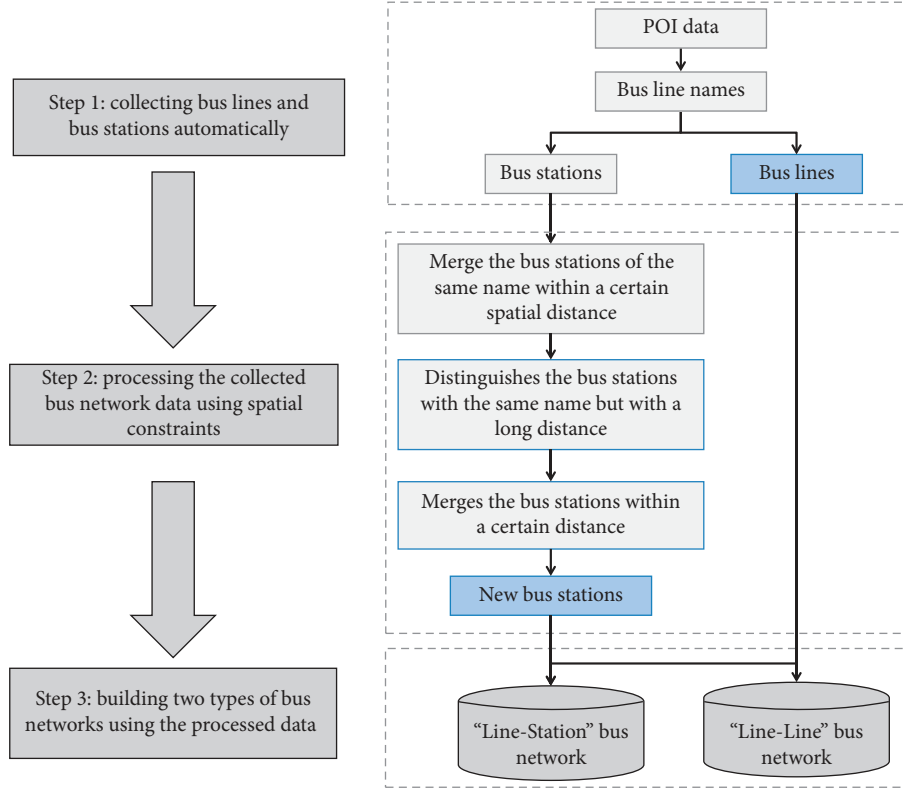 Step 1: collecting bus lines and
bus stations automatically
Step 2: processing the collected
bus network data using spatial
constraints
Step 3: building two types of bus
networks using the processed data
POI data
Bus line names
Bus stations
Bus lines
Merge the bus stations of the
same name within a certain
spatial distance
Distinguishes the bus stations
with the same name but with a
long distance
Merges the bus stations within
a certain distance
New bus stations
“Line-Station” bus
network
“Line-Line” bus
network